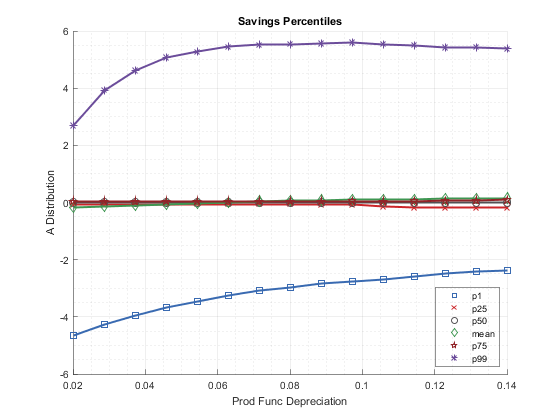 Savings Percentiles
6
4
2
0
-2
-4
-6
A Distribution
0.02
0.04
0.06
0.08
0.1
0.12
0.14
Prod Func Depreciation
p1
p25
p50
mean
p75
p99